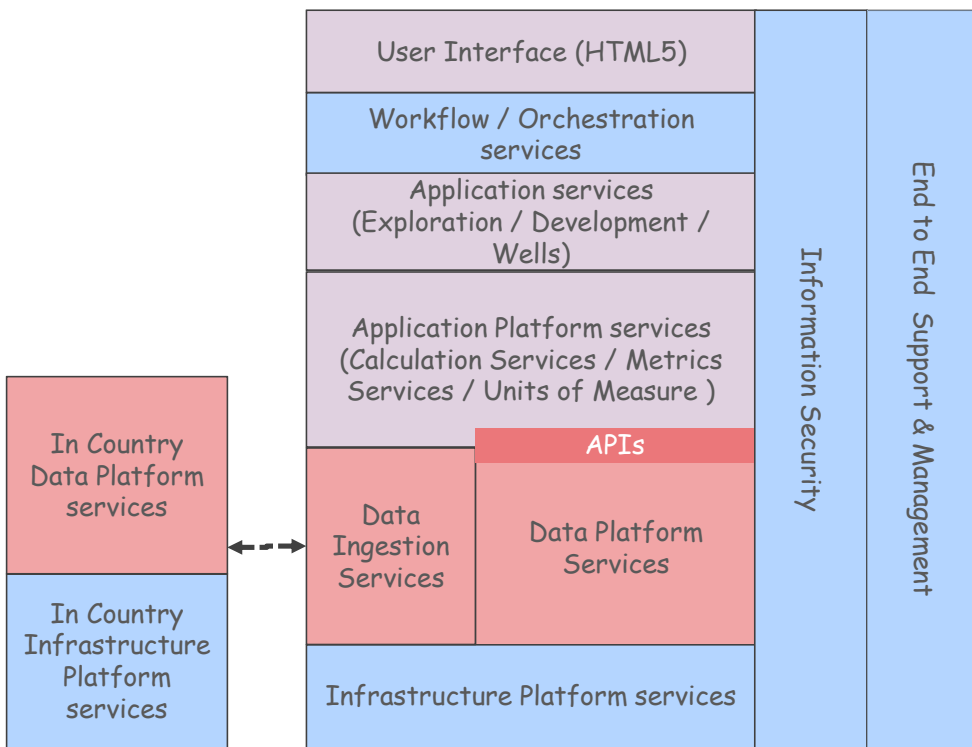 User Interface (HTML5)
Workflow / Orchestration
services
Application services
(Exploration / Development /
Wells)
Application Platform services
(Calculation Services / Metrics
Services / Units of Measure )
APIs
In Country
Data Platform
services
Data
Ingestion
Services
Data Platform
Services
In Country
Infrastructure
Platform
services
Infrastructure Platform services
Information Security
End to End Support & Management